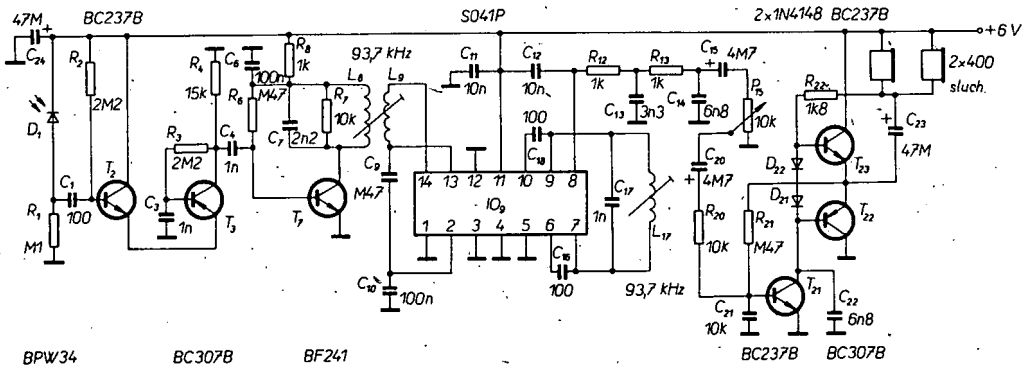 47M
C24
BC237B
S041P
2×1N4148 BC237B
+6V
R2
2M2
D1
C1
100
R1
M1
T2
R3
2M2
C3
1n
R4
15k
T3
C4
1n
C6
100n
M47
R6
R8
1k
C7
2n2
R7
10k
T7
93,7 kHz
L8
L9
C9
M47
C10
100n
C11
10n
C12
10n
R12
1k
R13
1k
C13
3n3
C14
6n8
C15
4M7
P15
10k
100
C18
14 13 12 11 10 9 8
IO9
1 2 3 4 5 6 7
C16
100
C17
1n
L17
93,7 kHz
C20
4M7
R20
10k
R21
M47
C21
10k
R22
1k8
D22
D21
T23
T22
T21
C22
6n8
C23
47M
2×400
sluch.
BPW34
BC307B
BF241
BC237B
BC307B